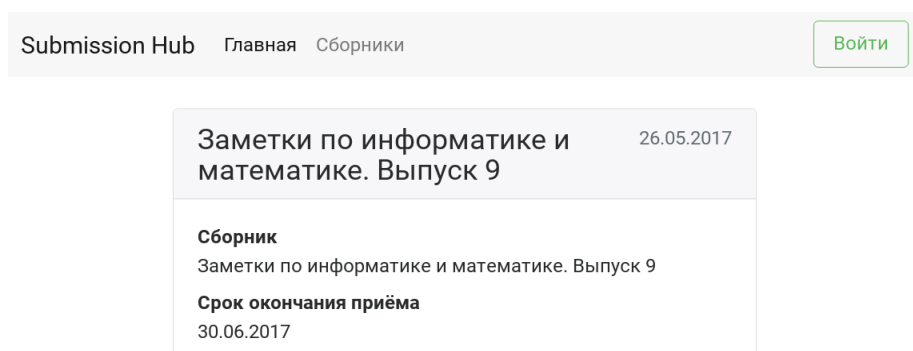 Submission Hub Главная Сборники Войти
Заметки по информатике и 26.05.2017
математике. Выпуск 9
Сборник
Заметки по информатике и математике. Выпуск 9
Срок окончания приёма
30.06.2017